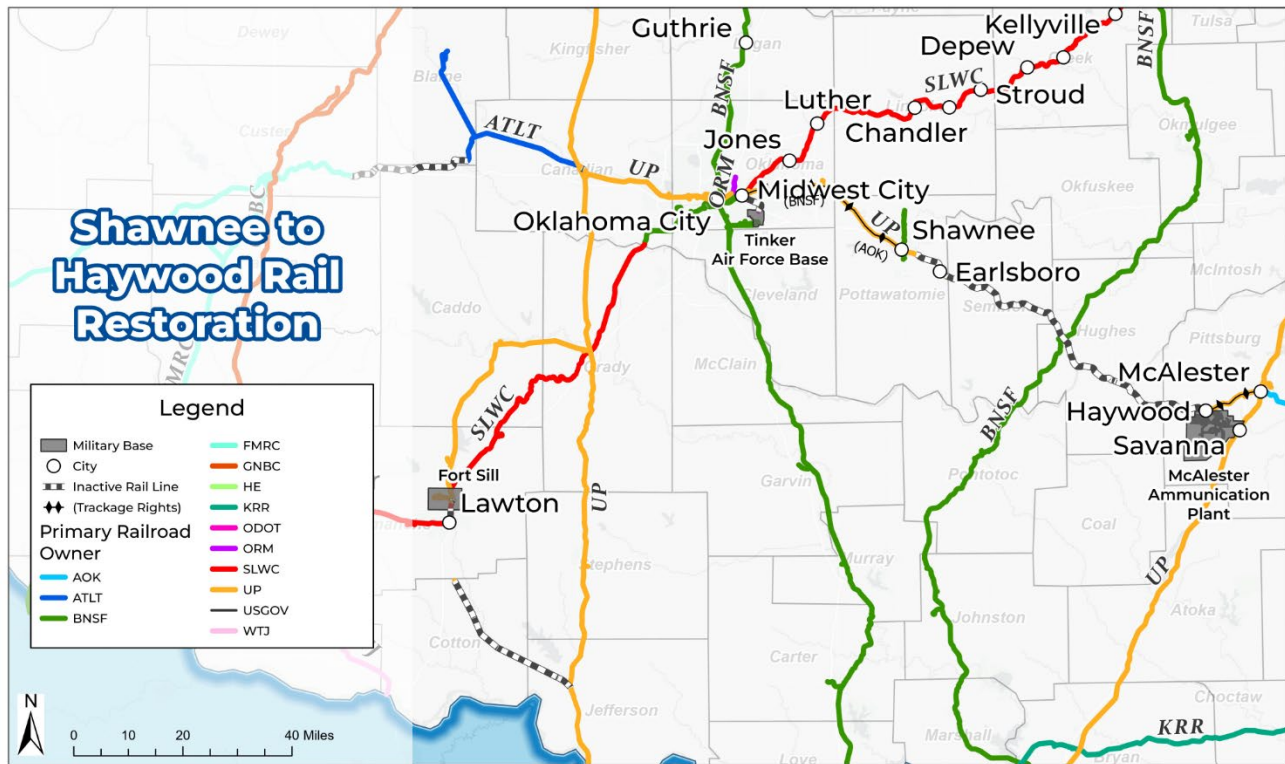 Shawnee to
Haywood Rail
Restoration
Legend
Military Base
City
Inactive Rail Line
(Trackage Rights)
Primary Railroad
Owner
AOK
ATLT
BNSF
FMRC
GNBC
HE
KRR
ODOT
ORM
SLWC
UP
USGOV
WTJ
N
0 10 20 40 Miles
Dewey
Blaine
Kingfisher
Logan
Tulsa
Custer
Canadian
Oklahoma
Okmulgee
Okfuskee
McIntosh
Caddo
Cleveland
Pottawatomie
Hughes
Pittsburg
Grady
McClain
Garvin
Pontotoc
Coal
Stephens
Murray
Johnston
Atoka
Cotton
Carter
Jefferson
Love
Marshall
Bryan
Choctaw
Guthrie
Kellyville
Depew
Stroud
Chandler
Luther
Jones
Midwest City
Oklahoma City
Tinker
Air Force Base
Shawnee
Earlsboro
McAlester
Haywood
Savanna
McAlester
Ammunition
Plant
Fort Sill
Lawton
ATLT
UP
BNSF
ORM
SLWC
BNSF
(BNSF)
UP
(AOK)
SLWC
UP
BNSF
UP
KRR
MRC
BC